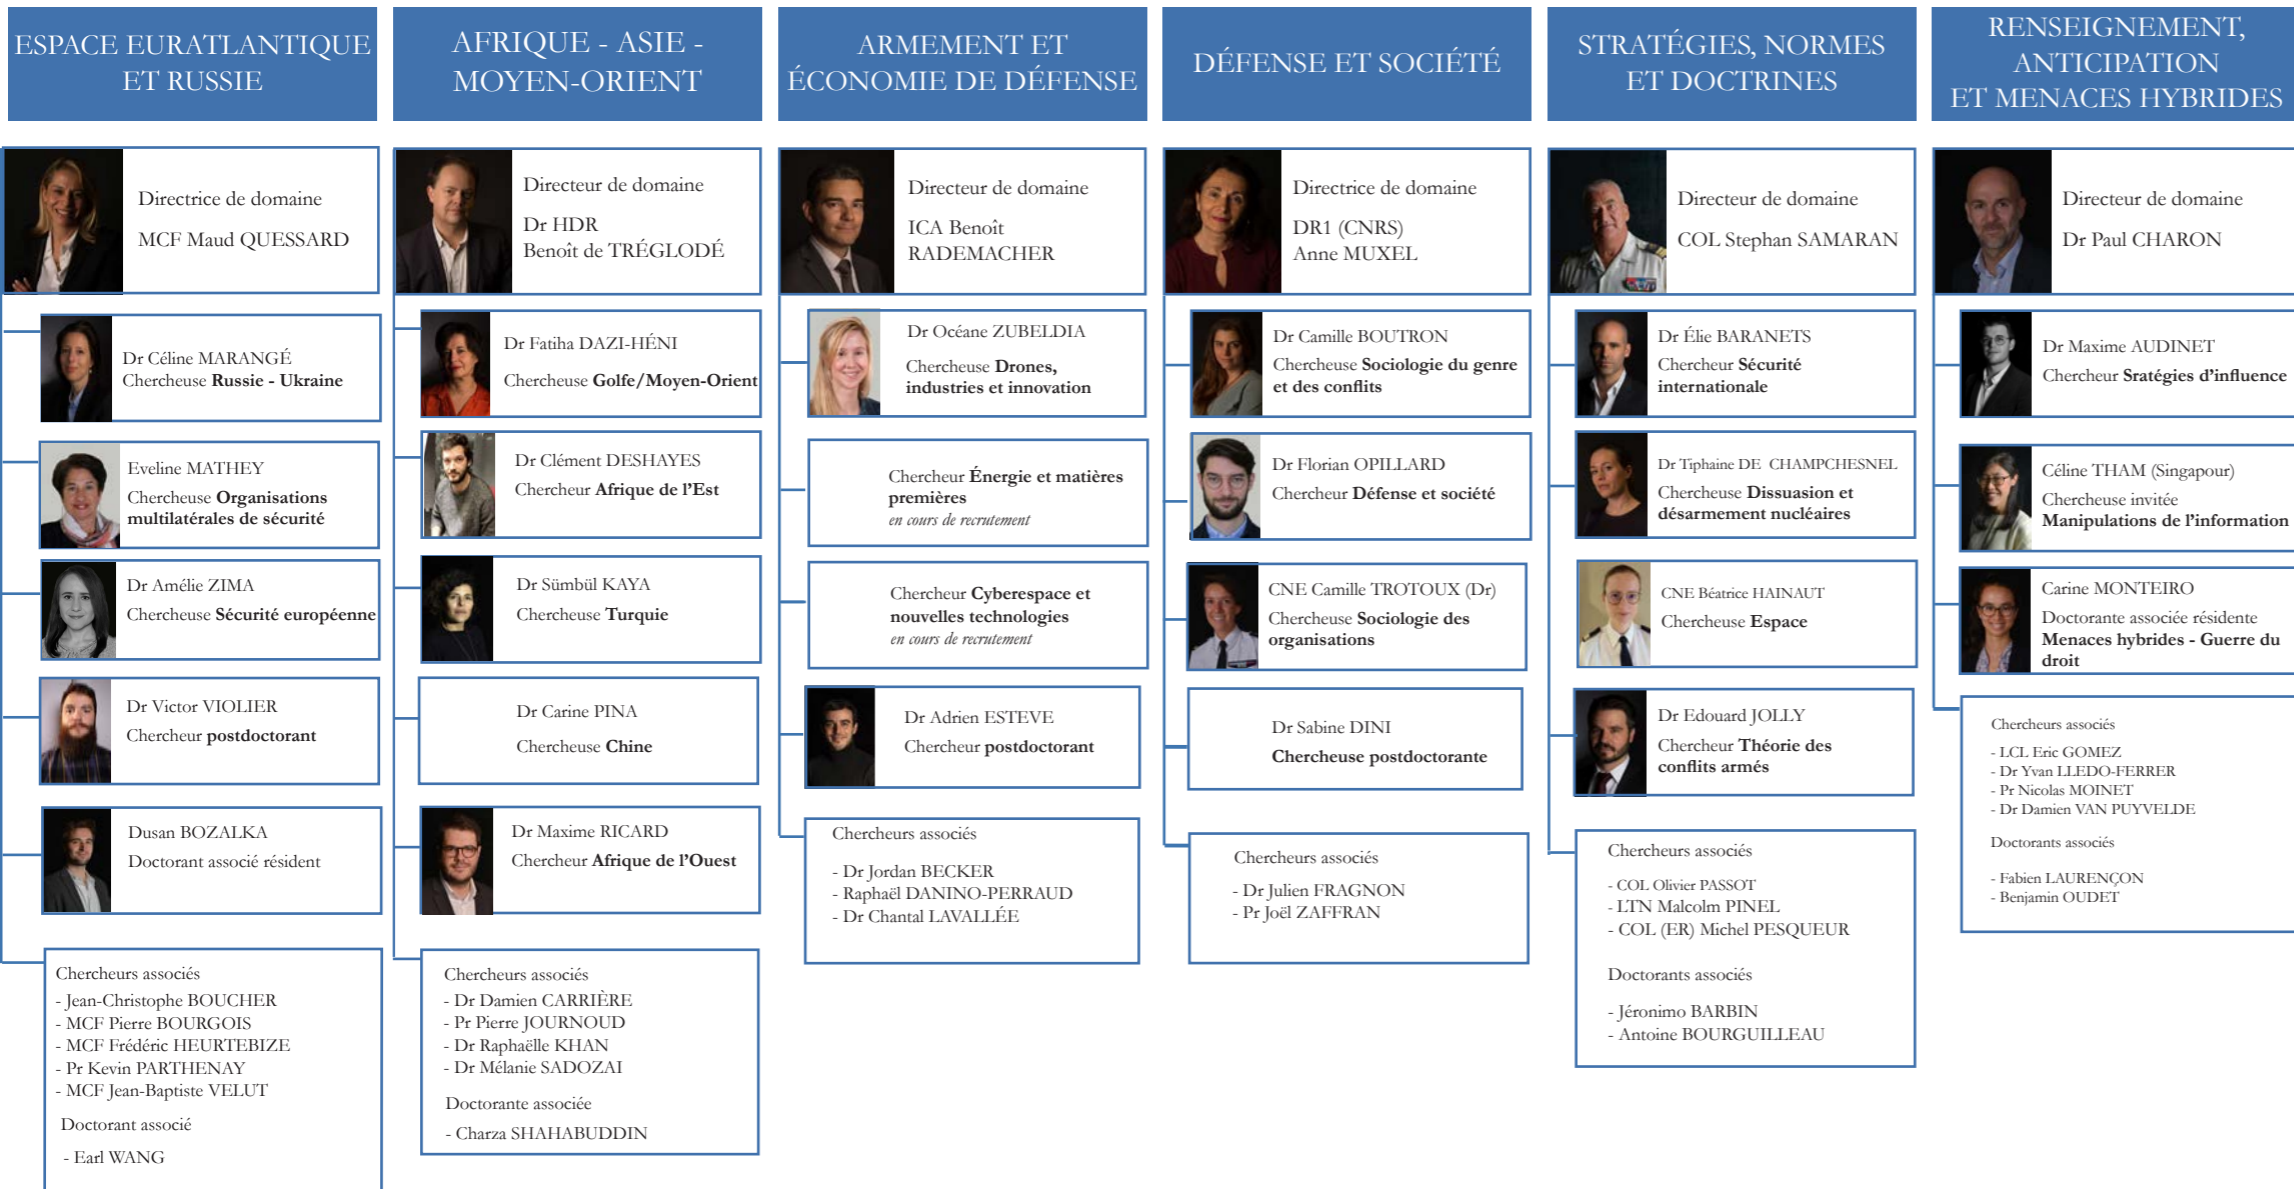 ESPACE EURATLANTIQUE
ET RUSSIE
Directrice de domaine
MCF Maud QUESSARD
Dr Céline MARANGÉ
Chercheuse Russie - Ukraine
Eveline MATHEY
Chercheuse Organisations
multilatérales de sécurité
Dr Amélie ZIMA
Chercheuse Sécurité européenne
Dr Victor VIOLIER
Chercheur postdoctorant
Dusan BOZALKA
Doctorant associé résident
Chercheurs associés
- Jean-Christophe BOUCHER
- MCF Pierre BOURGOIS
- MCF Frédéric HEURTEBIZE
- Pr Kevin PARTHENAY
- MCF Jean-Baptiste VELUT
Doctorant associé
- Earl WANG
AFRIQUE - ASIE -
MOYEN-ORIENT
Directeur de domaine
Dr HDR
Benoît de TRÉGLODÉ
Dr Fatiha DAZI-HÉNI
Chercheuse Golfe/Moyen-Orient
Dr Clément DESHAYES
Chercheur Afrique de l'Est
Dr Sümbül KAYA
Chercheuse Turquie
Dr Carine PINA
Chercheuse Chine
Dr Maxime RICARD
Chercheur Afrique de l'Ouest
Chercheurs associés
- Dr Damien CARRIÈRE
- Pr Pierre JOURNOUD
- Dr Raphaëlle KHAN
- Dr Mélanie SADOZAI
Doctorante associée
- Charza SHAHABUDDIN
ARMEMENT ET
ÉCONOMIE DE DÉFENSE
Directeur de domaine
ICA Benoît
RADEMACHER
Dr Océane ZUBELDIA
Chercheuse Drones,
industries et innovation
Chercheur Énergie et matières
premières
en cours de recrutement
Chercheur Cyberespace et
nouvelles technologies
en cours de recrutement
Dr Adrien ESTEVE
Chercheur postdoctorant
Chercheurs associés
- Dr Jordan BECKER
- Raphaël DANINO-PERRAUD
- Dr Chantal LAVALLÉE
DÉFENSE ET SOCIÉTÉ
Directrice de domaine
DR1 (CNRS)
Anne MUXEL
Dr Camille BOUTRON
Chercheuse Sociologie du genre
et des conflits
Dr Florian OPILLARD
Chercheur Défense et société
CNE Camille TROTOUX (Dr)
Chercheuse Sociologie des
organisations
Dr Sabine DINI
Chercheuse postdoctorante
Chercheurs associés
- Dr Julien FRAGNON
- Pr Joël ZAFFRAN
STRATÉGIES, NORMES
ET DOCTRINES
Directeur de domaine
COL Stephan SAMARAN
Dr Élie BARANETS
Chercheur Sécurité
internationale
Dr Tiphaine DE CHAMPCHESNEL
Chercheuse Dissuasion et
désarmement nucléaires
CNE Béatrice HAINAUT
Chercheuse Espace
Dr Edouard JOLLY
Chercheur Théorie des
conflits armés
Chercheurs associés
- COL Olivier PASSOT
- LTN Malcolm PINEL
- COL (ER) Michel PESQUEUR
Doctorants associés
- Jéronimo BARBIN
- Antoine BOURGUILLEAU
RENSEIGNEMENT,
ANTICIPATION
ET MENACES HYBRIDES
Directeur de domaine
Dr Paul CHARON
Dr Maxime AUDINET
Chercheur Sratégies d'influence
Céline THAM (Singapour)
Chercheuse invitée
Manipulations de l'information
Carine MONTEIRO
Doctorante associée résidente
Menaces hybrides - Guerre du
droit
Chercheurs associés
- LCL Eric GOMEZ
- Dr Yvan LLEDO-FERRER
- Pr Nicolas MOINET
- Dr Damien VAN PUYVELDE
Doctorants associés
- Fabien LAURENÇON
- Benjamin OUDET